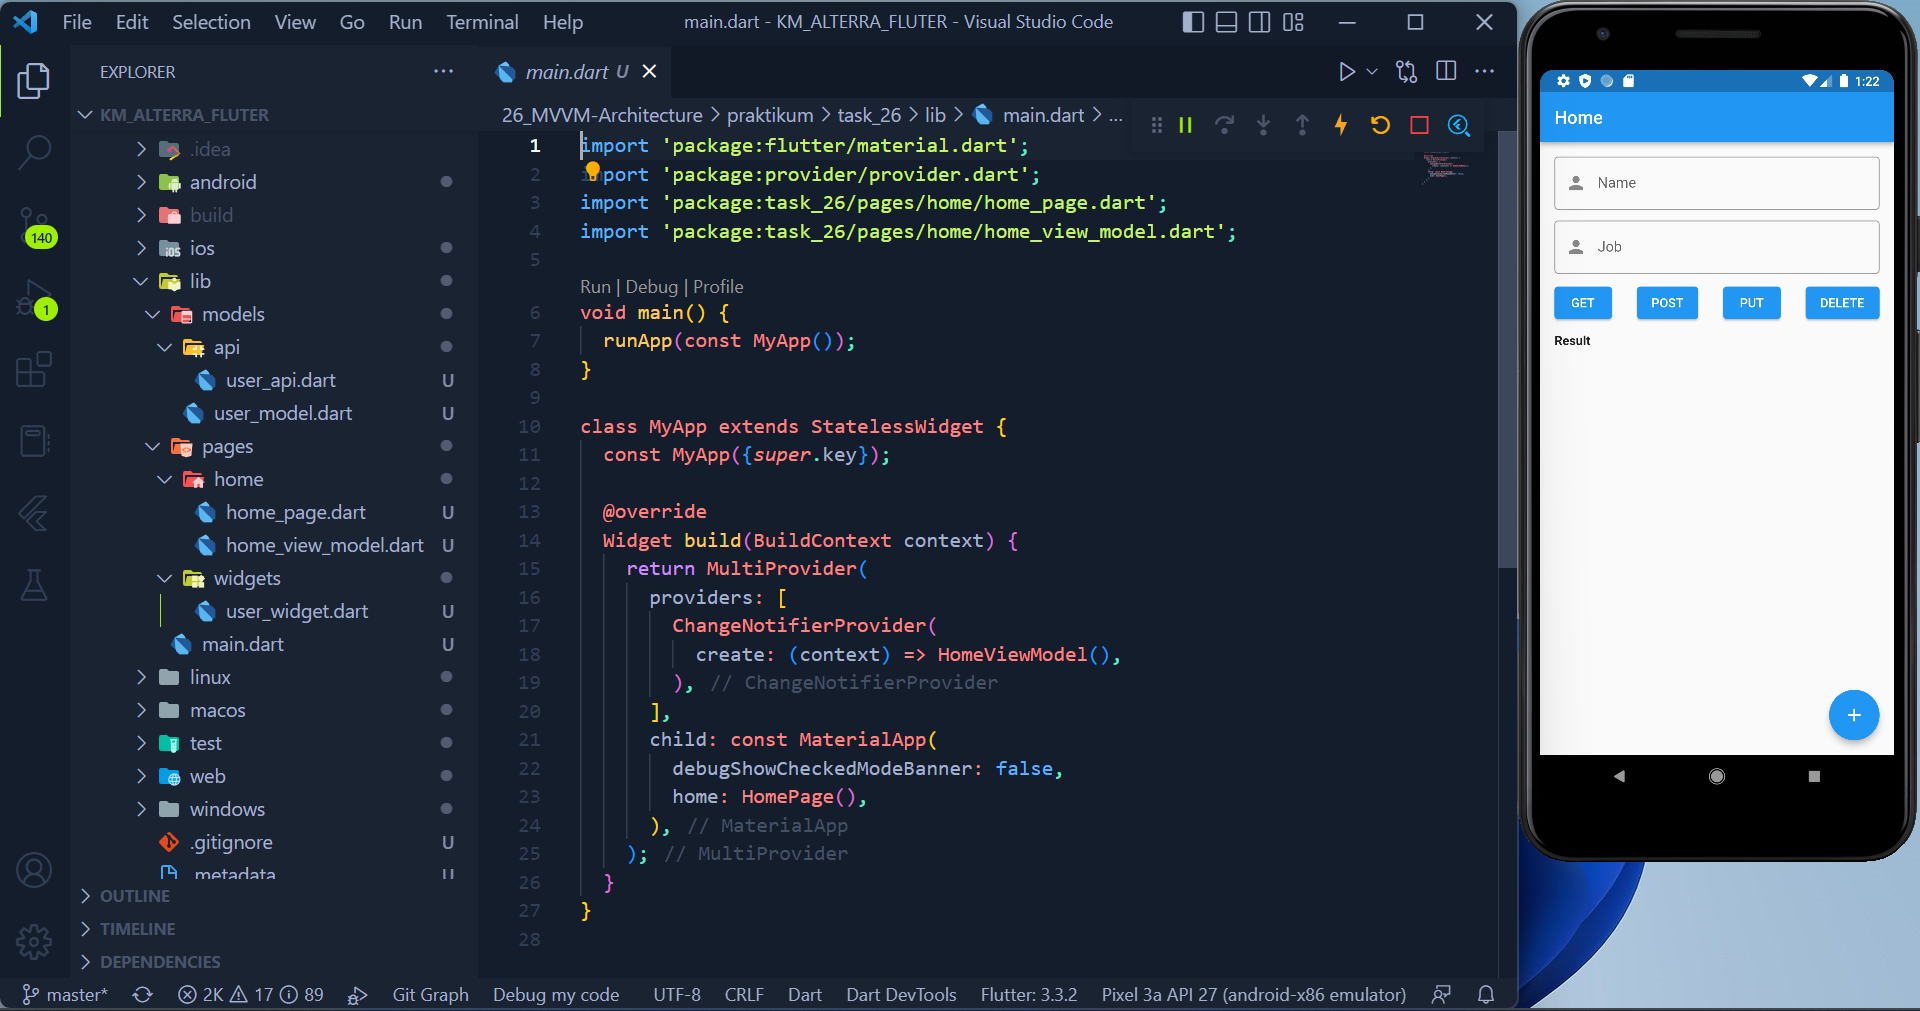 File Edit Selection View Go Run Terminal Help
main.dart - KM_ALTERRA_FLUTER - Visual Studio Code
EXPLORER
KM_ALTERRA_FLUTER
.idea
android
build
ios
lib
models
api
user_api.dart U
user_model.dart U
pages
home
home_page.dart U
home_view_model.dart U
widgets
user_widget.dart U
main.dart U
linux
macos
test
web
windows
.gitignore U
.metadata U
OUTLINE
TIMELINE
DEPENDENCIES
140
1
main.dart U
26_MVVM-Architecture > praktikum > task_26 > lib > main.dart > ...
1 import 'package:flutter/material.dart';
2 import 'package:provider/provider.dart';
3 import 'package:task_26/pages/home/home_page.dart';
4 import 'package:task_26/pages/home/home_view_model.dart';
5
Run | Debug | Profile
6 void main() {
7 runApp(const MyApp());
8 }
9
10 class MyApp extends StatelessWidget {
11 const MyApp({super.key});
12
13 @override
14 Widget build(BuildContext context) {
15 return MultiProvider(
16 providers: [
17 ChangeNotifierProvider(
18 create: (context) => HomeViewModel(),
19 ), // ChangeNotifierProvider
20 ],
21 child: const MaterialApp(
22 debugShowCheckedModeBanner: false,
23 home: HomePage(),
24 ), // MaterialApp
25 ); // MultiProvider
26 }
27 }
28
master* 2K 17 89 Git Graph Debug my code UTF-8 CRLF Dart Dart DevTools Flutter: 3.3.2 Pixel 3a API 27 (android-x86 emulator)
1:22
Home
Name
Job
GET POST PUT DELETE
Result